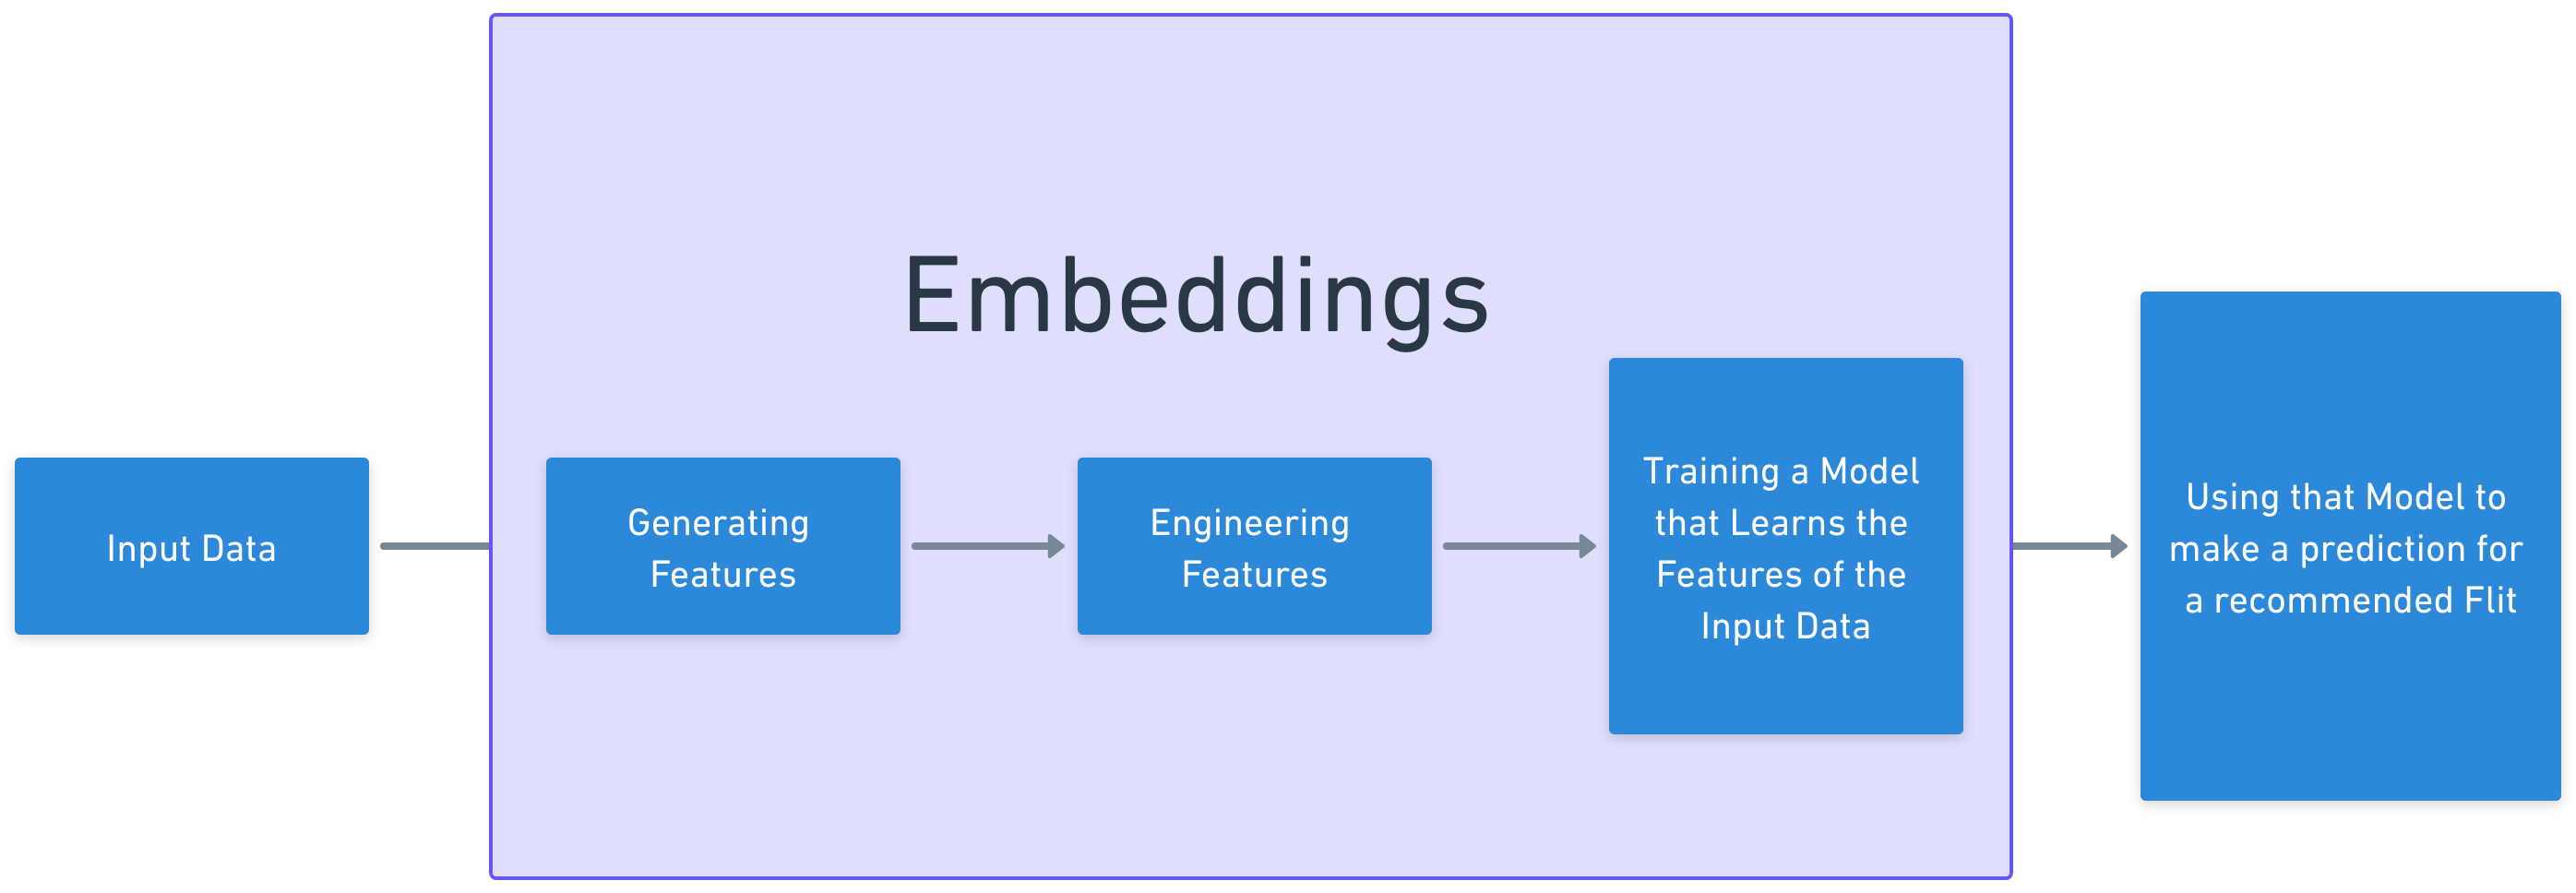 Embeddings
Input Data
Generating
Features
Engineering
Features
Training a Model
that Learns the
Features of the
Input Data
Using that Model to
make a prediction for
a recommended Flit